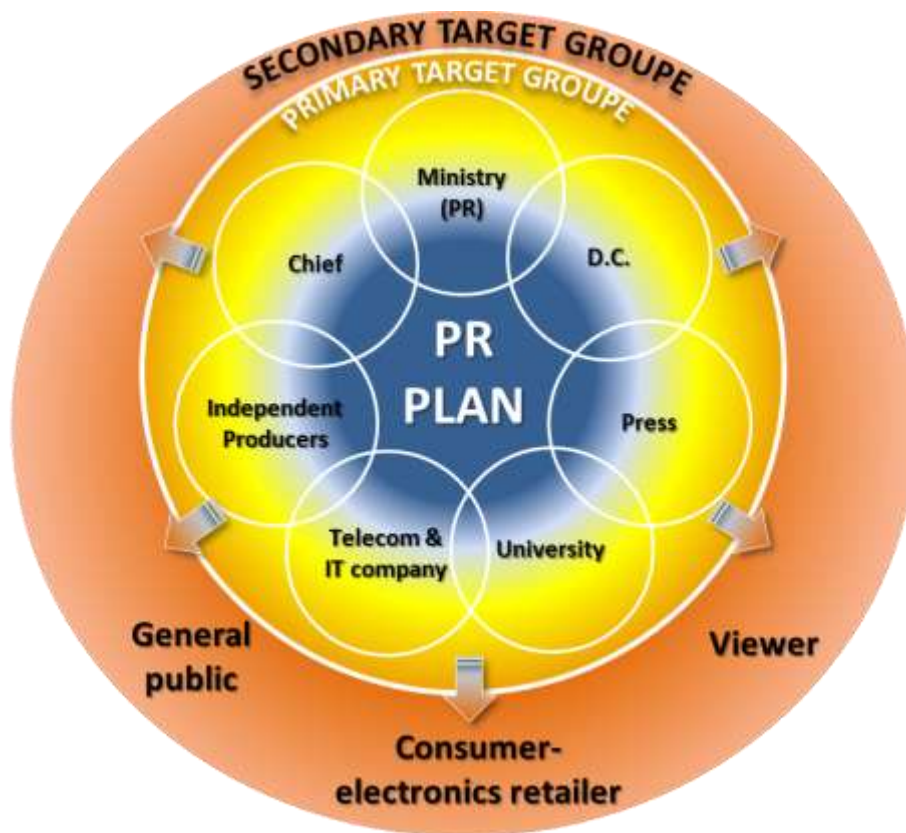 SECONDARY TARGET GROUPE
PRIMARY TARGET GROUPE
Ministry
(PR)
Chief
D.C.
PR
PLAN
Independent
Producers
Press
Telecom &
IT company
University
General
public
Viewer
Consumer-
electronics retailer